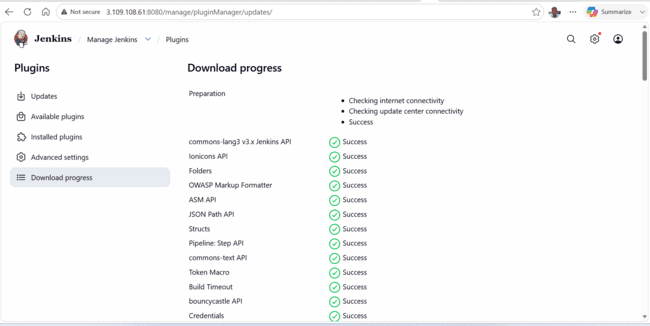 Not secure 3.109.108.61:8080/manage/pluginManager/updates/ Summarize
Jenkins / Manage Jenkins / Plugins
Plugins
Updates
Available plugins
Installed plugins
Advanced settings
Download progress
Download progress
Preparation
Checking internet connectivity
Checking update center connectivity
Success
commons-lang3 v3.x Jenkins API Success
Ionicons API Success
Folders Success
OWASP Markup Formatter Success
ASM API Success
JSON Path API Success
Structs Success
Pipeline: Step API Success
commons-text API Success
Token Macro Success
Build Timeout Success
bouncycastle API Success
Credentials Success